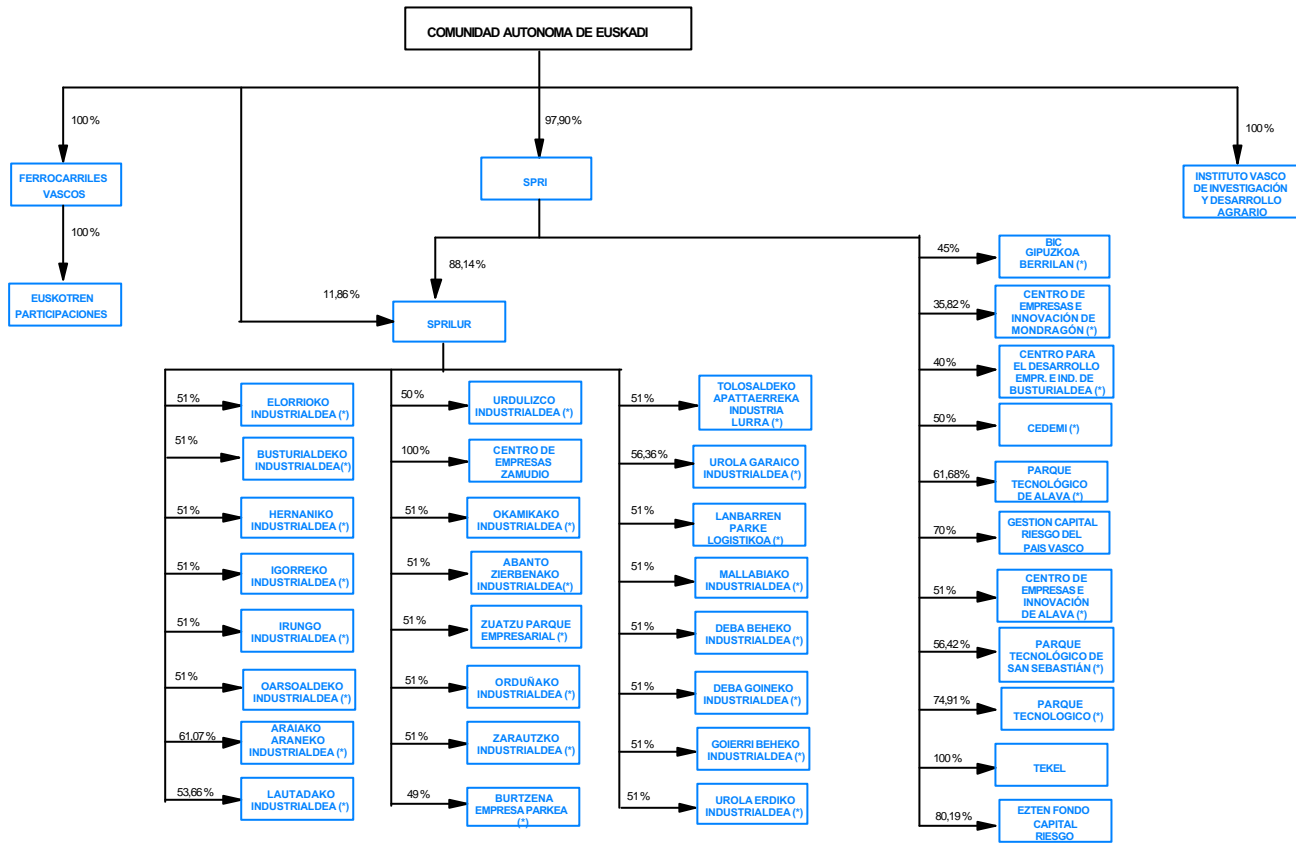 COMUNIDAD AUTONOMA DE EUSKADI
100%
97,90%
100%
FERROCARRILES
VASCOS
SPRI
INSTITUTO VASCO
DE INVESTIGACIÓN
Y DESARROLLO
AGRARIO
100%
EUSKOTREN
PARTICIPACIONES
88,14%
11,86%
SPRILUR
51%
ELORRIOKO
INDUSTRIALDEA (*)
51%
BUSTURIALDEKO
INDUSTRIALDEA(*)
51%
HERNANIKO
INDUSTRIALDEA (*)
51%
IGORREKO
INDUSTRIALDEA (*)
51%
IRUNGO
INDUSTRIALDEA (*)
51%
OARSOALDEKO
INDUSTRIALDEA (*)
61,07%
ARAIAKO
ARANEKO
INDUSTRIALDEA (*)
53,66%
LAUTADAKO
INDUSTRIALDEA (*)
50%
URDULIZCO
INDUSTRIALDEA (*)
100%
CENTRO DE
EMPRESAS
ZAMUDIO
51%
OKAMIKAKO
INDUSTRIALDEA (*)
51%
ABANTO
ZIERBENAKO
INDUSTRIALDEA(*)
51%
ZUATZU PARQUE
EMPRESARIAL (*)
51%
ORDUÑAKO
INDUSTRIALDEA (*)
51%
ZARAUTZKO
INDUSTRIALDEA (*)
49%
BURTZENA
EMPRESA PARKEA
(*)
51%
TOLOSALDEKO
APATTAERREKA
INDUSTRIA
LURRA (*)
56,36%
UROLA GARAICO
INDUSTRIALDEA (*)
51%
LANBARREN
PARKE
LOGISTIKOA (*)
51%
MALLABIAKO
INDUSTRIALDEA (*)
51%
DEBA BEHEKO
INDUSTRIALDEA (*)
51%
DEBA GOINEKO
INDUSTRIALDEA (*)
51%
GOIERRI BEHEKO
INDUSTRIALDEA (*)
51%
UROLA ERDIKO
INDUSTRIALDEA (*)
45%
BIC
GIPUZKOA
BERRILAN (*)
35,82%
CENTRO DE
EMPRESAS E
INNOVACIÓN DE
MONDRAGÓN (*)
40%
CENTRO PARA
EL DESARROLLO
EMPR. E IND. DE
BUSTURIALDEA (*)
50%
CEDEMI (*)
61,68%
PARQUE
TECNOLÓGICO
DE ALAVA (*)
70%
GESTION CAPITAL
RIESGO DEL
PAIS VASCO
51%
CENTRO DE
EMPRESAS E
INNOVACIÓN
DE ALAVA (*)
56,42%
PARQUE
TECNOLÓGICO DE
SAN SEBASTIÁN (*)
74,91%
PARQUE
TECNOLOGICO (*)
100%
TEKEL
80,19%
EZTEN FONDO
CAPITAL
RIESGO